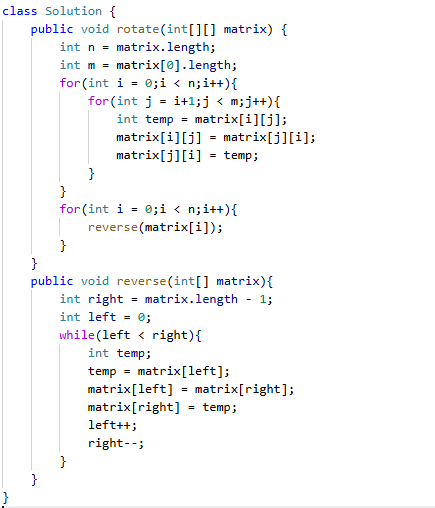 class Solution {
    public void rotate(int[][] matrix) {
        int n = matrix.length;
        int m = matrix[0].length;
        for(int i = 0;i < n;i++){
            for(int j = i+1;j < m;j++){
                int temp = matrix[i][j];
                matrix[i][j] = matrix[j][i];
                matrix[j][i] = temp;
            }
        }
        for(int i = 0;i < n;i++){
            reverse(matrix[i]);
        }
    }
    public void reverse(int[] matrix){
        int right = matrix.length - 1;
        int left = 0;
        while(left < right){
            int temp;
            temp = matrix[left];
            matrix[left] = matrix[right];
            matrix[right] = temp;
            left++;
            right--;
        }
    }
}